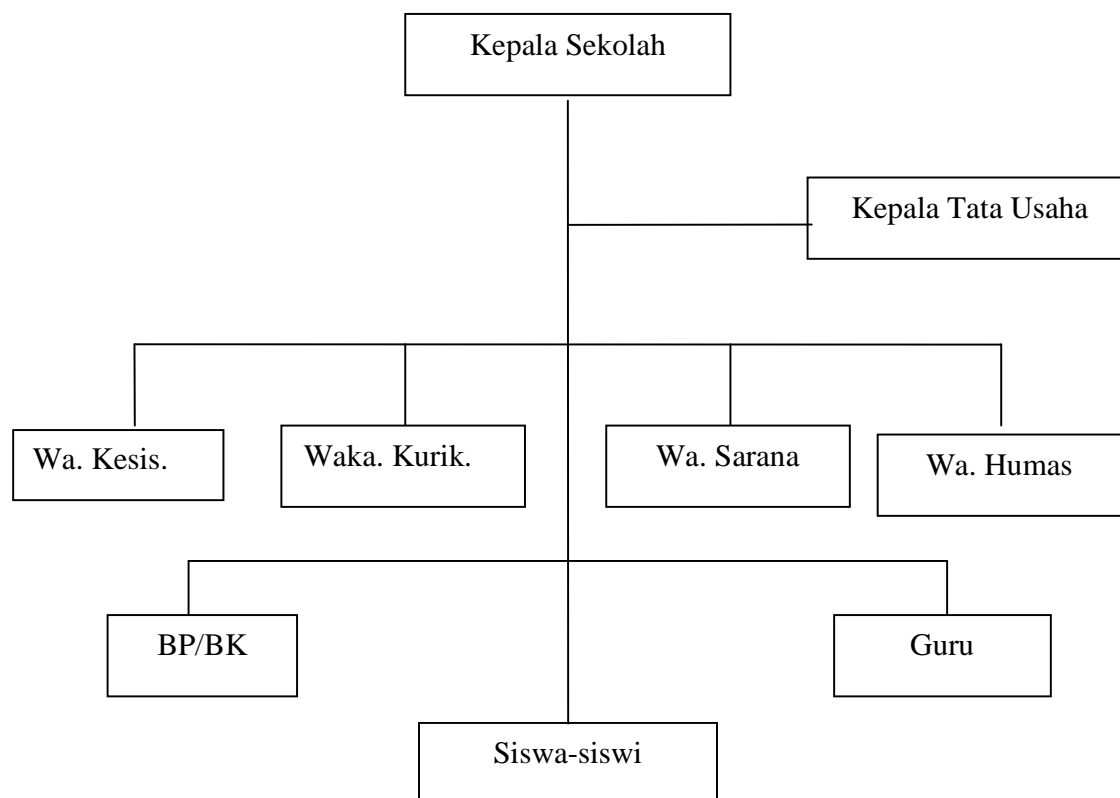 Kepala Sekolah
Kepala Tata Usaha
Wa. Kesis.
Waka. Kurik.
Wa. Sarana
Wa. Humas
BP/BK
Guru
Siswa-siswi